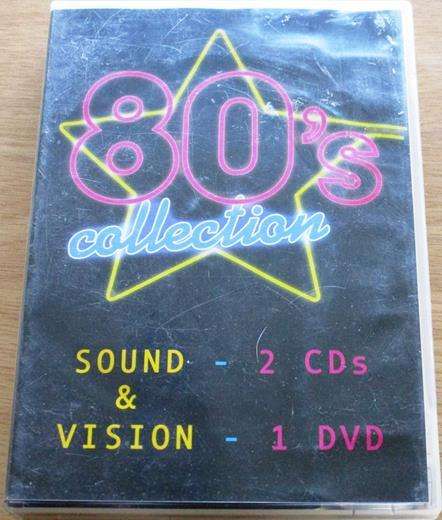 80's
collection
SOUND - 2 CDs
&
VISION - 1 DVD